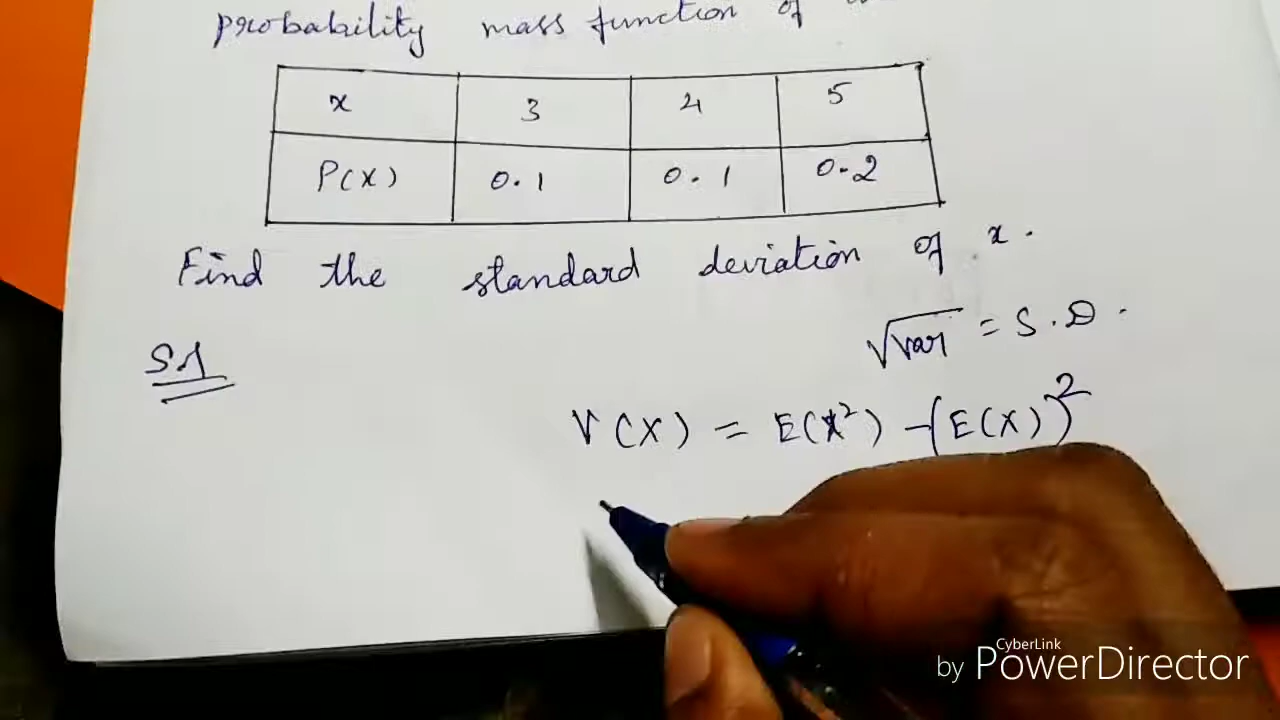 probability mass function of
x 3 4 5
P(X) 0.1 0.1 0.2
Find the standard deviation of x.
√var = S.D.
Sol
V(X) = E(X²) - (E(X))²
CyberLink
by PowerDirector